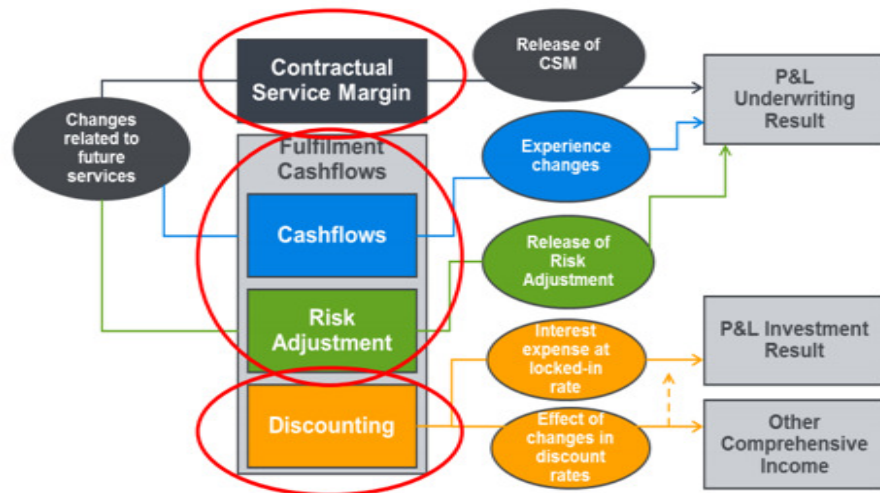 Contractual
Service Margin
Release of
CSM
P&L
Underwriting
Result
Changes
related to
future
services
Fulfilment
Cashflows
Experience
changes
Cashflows
Release of
Risk
Adjustment
Risk
Adjustment
Interest
expense at
locked-in
rate
P&L Investment
Result
Discounting
Effect of
changes in
discount
rates
Other
Comprehensive
Income